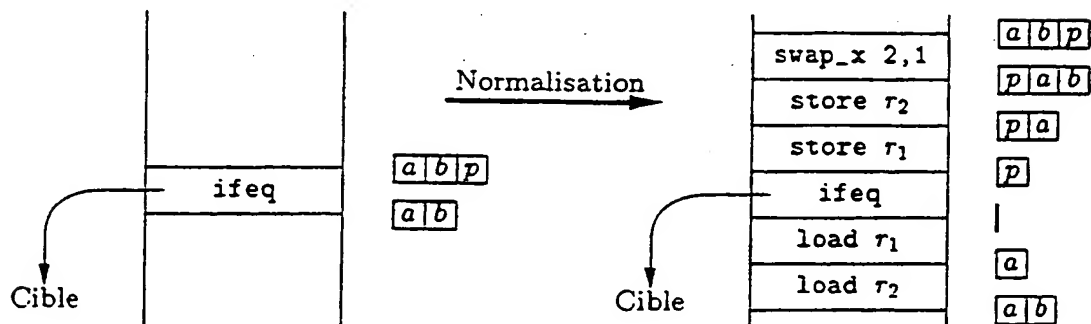 a b p
swap_x 2,1
Normalisation
p a b
store r2
p a
store r1
a b p
p
ifeq
ifeq
a b
load r1
a
Cible
Cible
load r2
a b